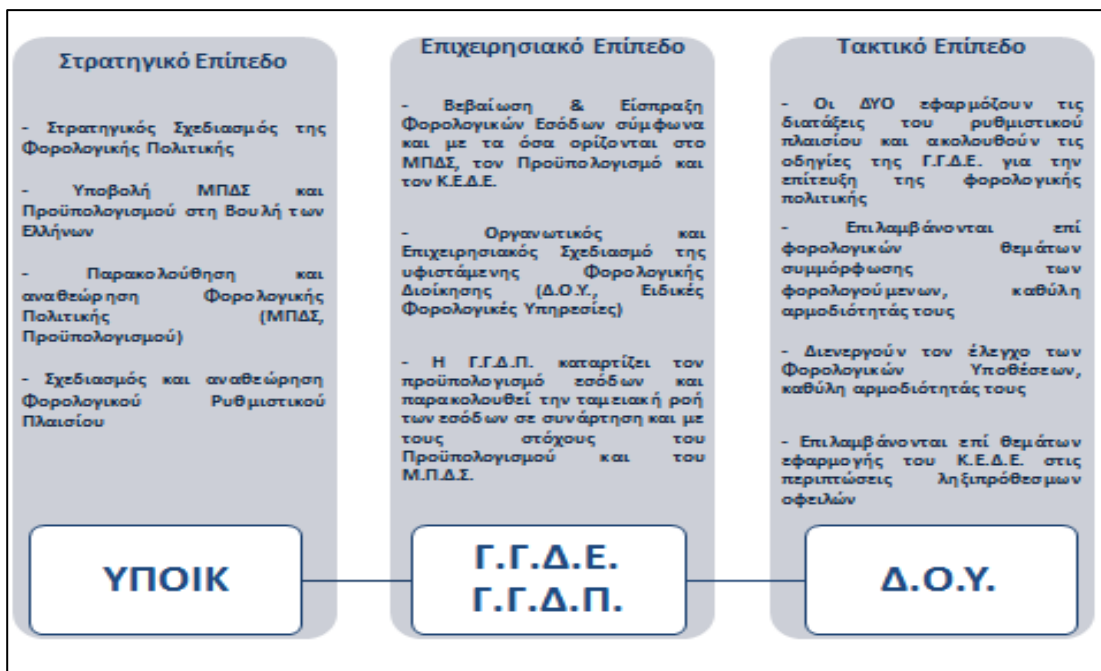 Στρατηγικό Επίπεδο
- Στρατηγικός Σχεδιασμός της
Φορολογικής Πολιτικής
- Υποβολή ΜΠΔΣ και
Προϋπολογισμού στη Βουλή των
Ελλήνων
- Παρακολούθηση και
αναθεώρηση Φορολογικής
Πολιτικής (ΜΠΔΣ,
Προϋπολογισμού)
- Σχεδιασμός και αναθεώρηση
Φορολογικού Ρυθμιστικού
Πλαισίου
ΥΠΟΙΚ
Επιχειρησιακό Επίπεδο
- Βεβαίωση & Είσπραξη
Φορολογικών Εσόδων σύμφωνα
και με τα όσα ορίζονται στο
ΜΠΔΣ, τον Προϋπολογισμό και
τον Κ.Ε.Δ.Ε.
- Οργανωτικός και
Επιχειρησιακός Σχεδιασμό της
υφιστάμενης Φορολογικής
Διοίκησης (Δ.Ο.Υ., Ειδικές
Φορολογικές Υπηρεσίες)
- Η Γ.Γ.Δ.Π. καταρτίζει τον
προϋπολογισμό εσόδων και
παρακολουθεί την ταμειακή ροή
των εσόδων σε συνάρτηση και με
τους στόχους του
Προϋπολογισμού και του
Μ.Π.Δ.Σ.
Γ.Γ.Δ.Ε.
Γ.Γ.Δ.Π.
Τακτικό Επίπεδο
- Οι ΔΥΟ εφαρμόζουν τις
διατάξεις του ρυθμιστικού
πλαισίου και ακολουθούν τις
οδηγίες της Γ.Γ.Δ.Ε. για την
επίτευξη της φορολογικής
πολιτικής
- Επιλαμβάνονται επί
φορολογικών θεμάτων
συμμόρφωσης των
φορολογούμενων, καθύλη
αρμοδιότητάς τους
- Διενεργούν τον έλεγχο των
Φορολογικών Υποθέσεων,
καθύλη αρμοδιότητάς τους
- Επιλαμβάνονται επί θεμάτων
εφαρμογής του Κ.Ε.Δ.Ε. στις
περιπτώσεις ληξιπρόθεσμων
οφειλών
Δ.Ο.Υ.